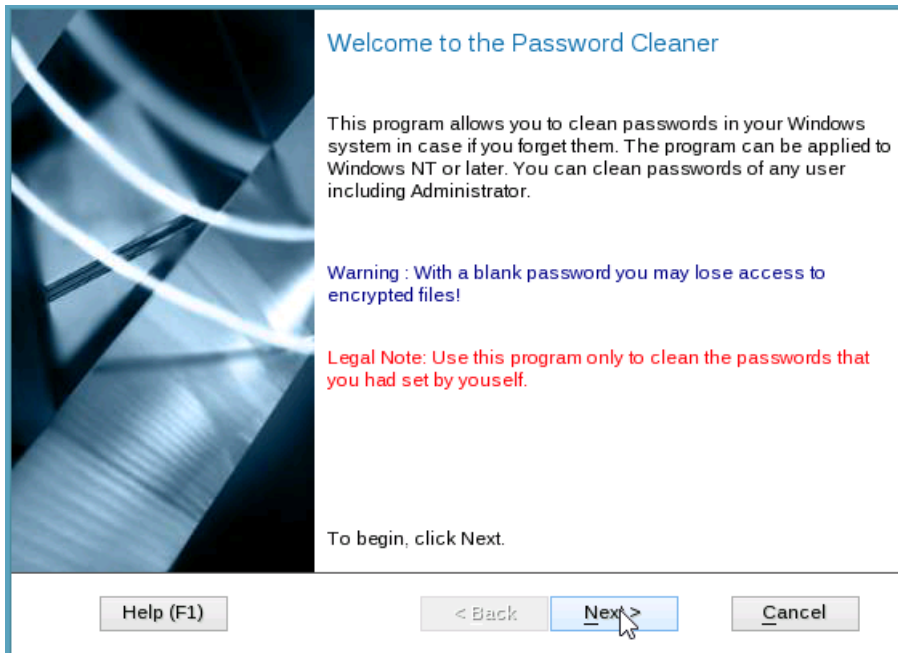 Welcome to the Password Cleaner
This program allows you to clean passwords in your Windows
system in case if you forget them. The program can be applied to
Windows NT or later. You can clean passwords of any user
including Administrator.
Warning : With a blank password you may lose access to
encrypted files!
Legal Note: Use this program only to clean the passwords that
you had set by youself.
To begin, click Next.
Help (F1)
< Back
Next >
Cancel